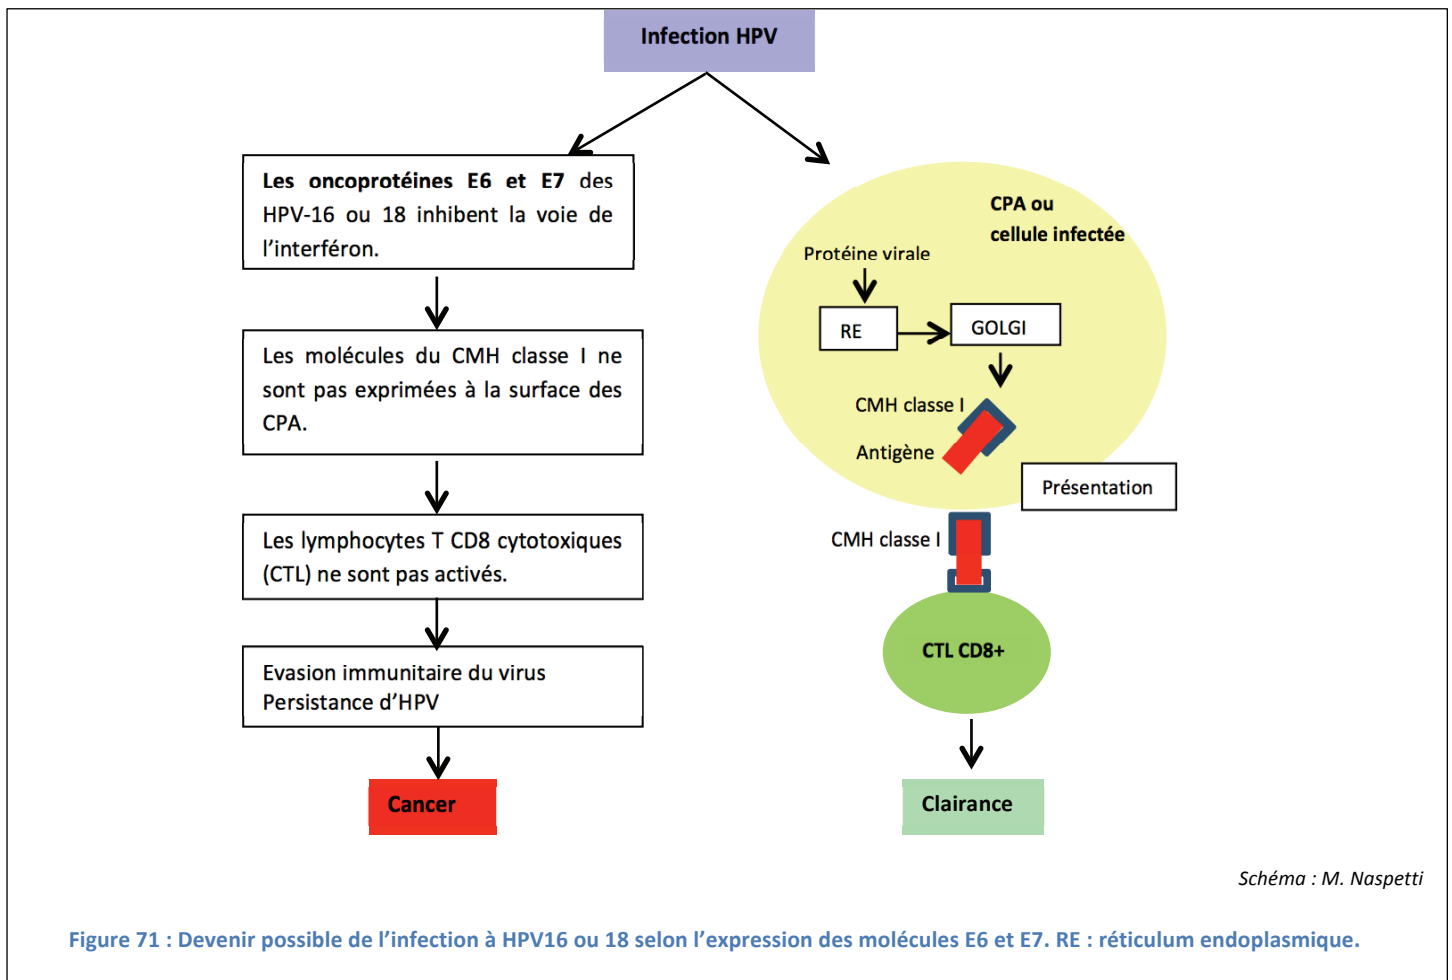 Infection HPV
Les oncoprotéines E6 et E7 des
HPV-16 ou 18 inhibent la voie de
l’interféron.
Les molécules du CMH classe I ne
sont pas exprimées à la surface des
CPA.
Les lymphocytes T CD8 cytotoxiques
(CTL) ne sont pas activés.
Evasion immunitaire du virus
Persistance d’HPV
Cancer
CPA ou
cellule infectée
Protéine virale
RE
GOLGI
CMH classe I
Antigène
Présentation
CMH classe I
CTL CD8+
Clairance
Schéma : M. Naspetti
Figure 71 : Devenir possible de l’infection à HPV16 ou 18 selon l’expression des molécules E6 et E7. RE : réticulum endoplasmique.